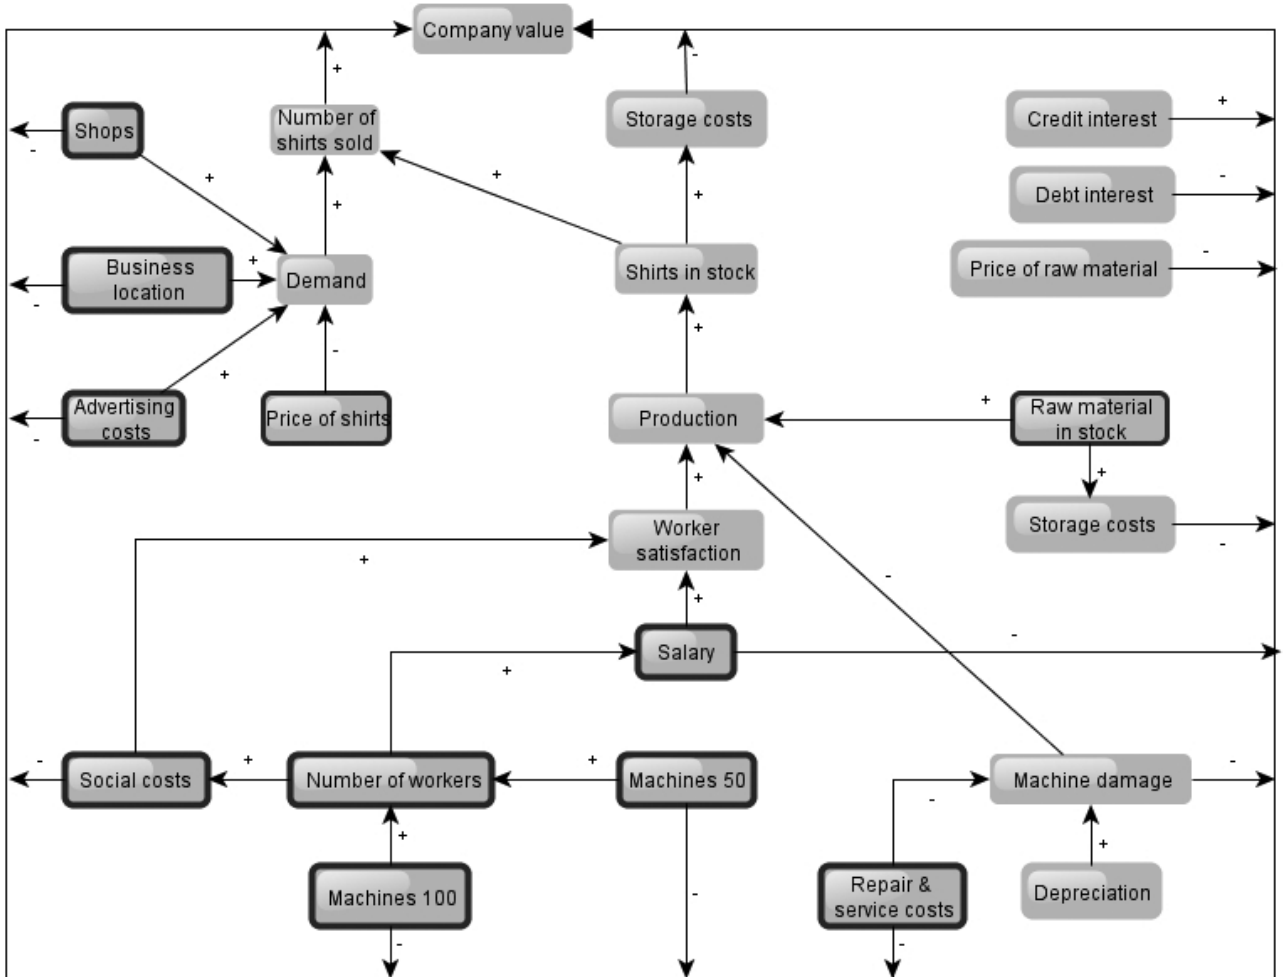 Company value
+
-
Shops
Number of
shirts sold
Storage costs
Credit interest
+
-
+
+
+
+
Debt interest
-
Business
location
+
-
Demand
Shirts in stock
Price of raw material
-
-
+
+
Advertising
costs
-
Price of shirts
Production
+
Raw material
in stock
+
+
Worker
satisfaction
Storage costs
-
+
-
+
Salary
-
+
-
Social costs
+
Number of workers
+
Machines 50
-
Machine damage
-
+
+
Machines 100
-
-
Repair &
service costs
-
Depreciation